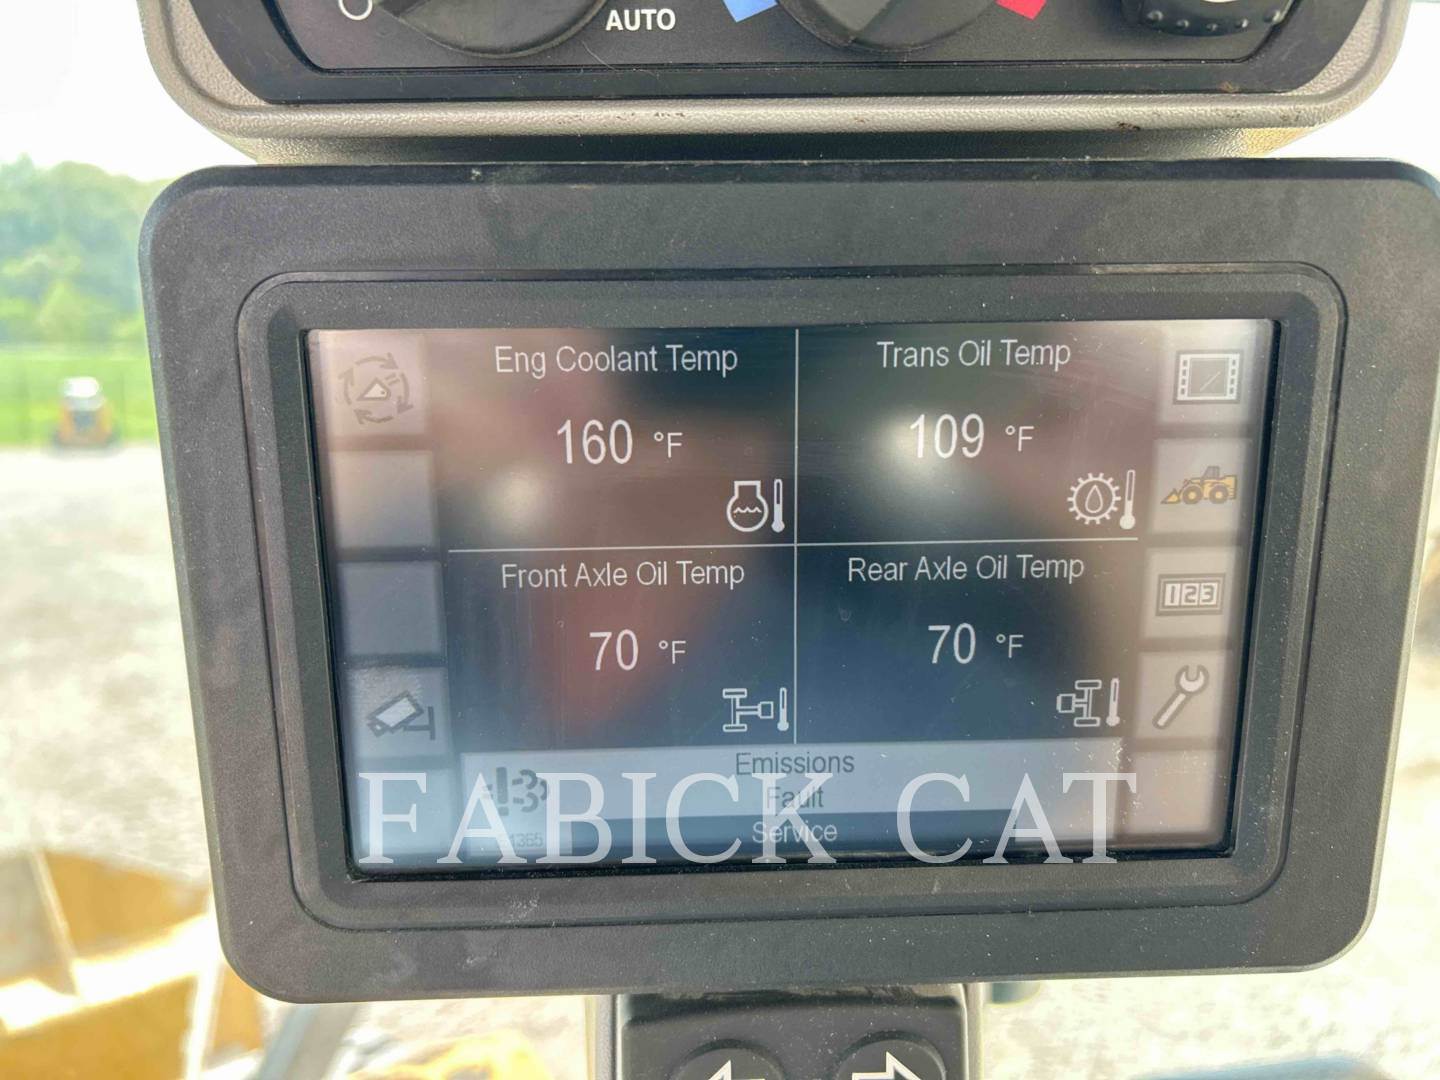 AUTO
Eng Coolant Temp
160 °F
Trans Oil Temp
109 °F
Front Axle Oil Temp
70 °F
Rear Axle Oil Temp
70 °F
123
Emissions
Fault
Service
FABICK CAT